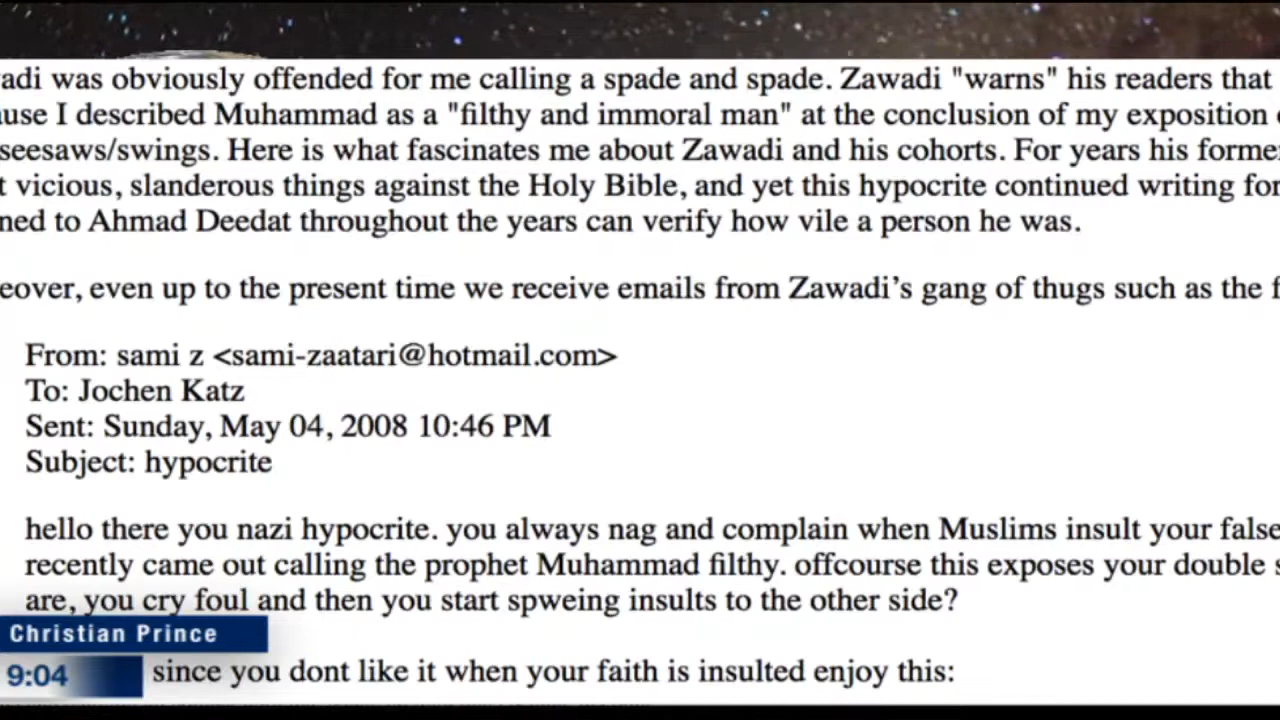 adi was obviously offended for me calling a spade and spade. Zawadi "warns" his readers that
use I described Muhammad as a "filthy and immoral man" at the conclusion of my exposition
seesaws/swings. Here is what fascinates me about Zawadi and his cohorts. For years his forme
t vicious, slanderous things against the Holy Bible, and yet this hypocrite continued writing for
ned to Ahmad Deedat throughout the years can verify how vile a person he was.
eover, even up to the present time we receive emails from Zawadi's gang of thugs such as the f
From: sami z <sami-zaatari@hotmail.com>
To: Jochen Katz
Sent: Sunday, May 04, 2008 10:46 PM
Subject: hypocrite
hello there you nazi hypocrite. you always nag and complain when Muslims insult your false
recently came out calling the prophet Muhammad filthy. offcourse this exposes your double s
are, you cry foul and then you start spweing insults to the other side?
Christian Prince
9:04 since you dont like it when your faith is insulted enjoy this: